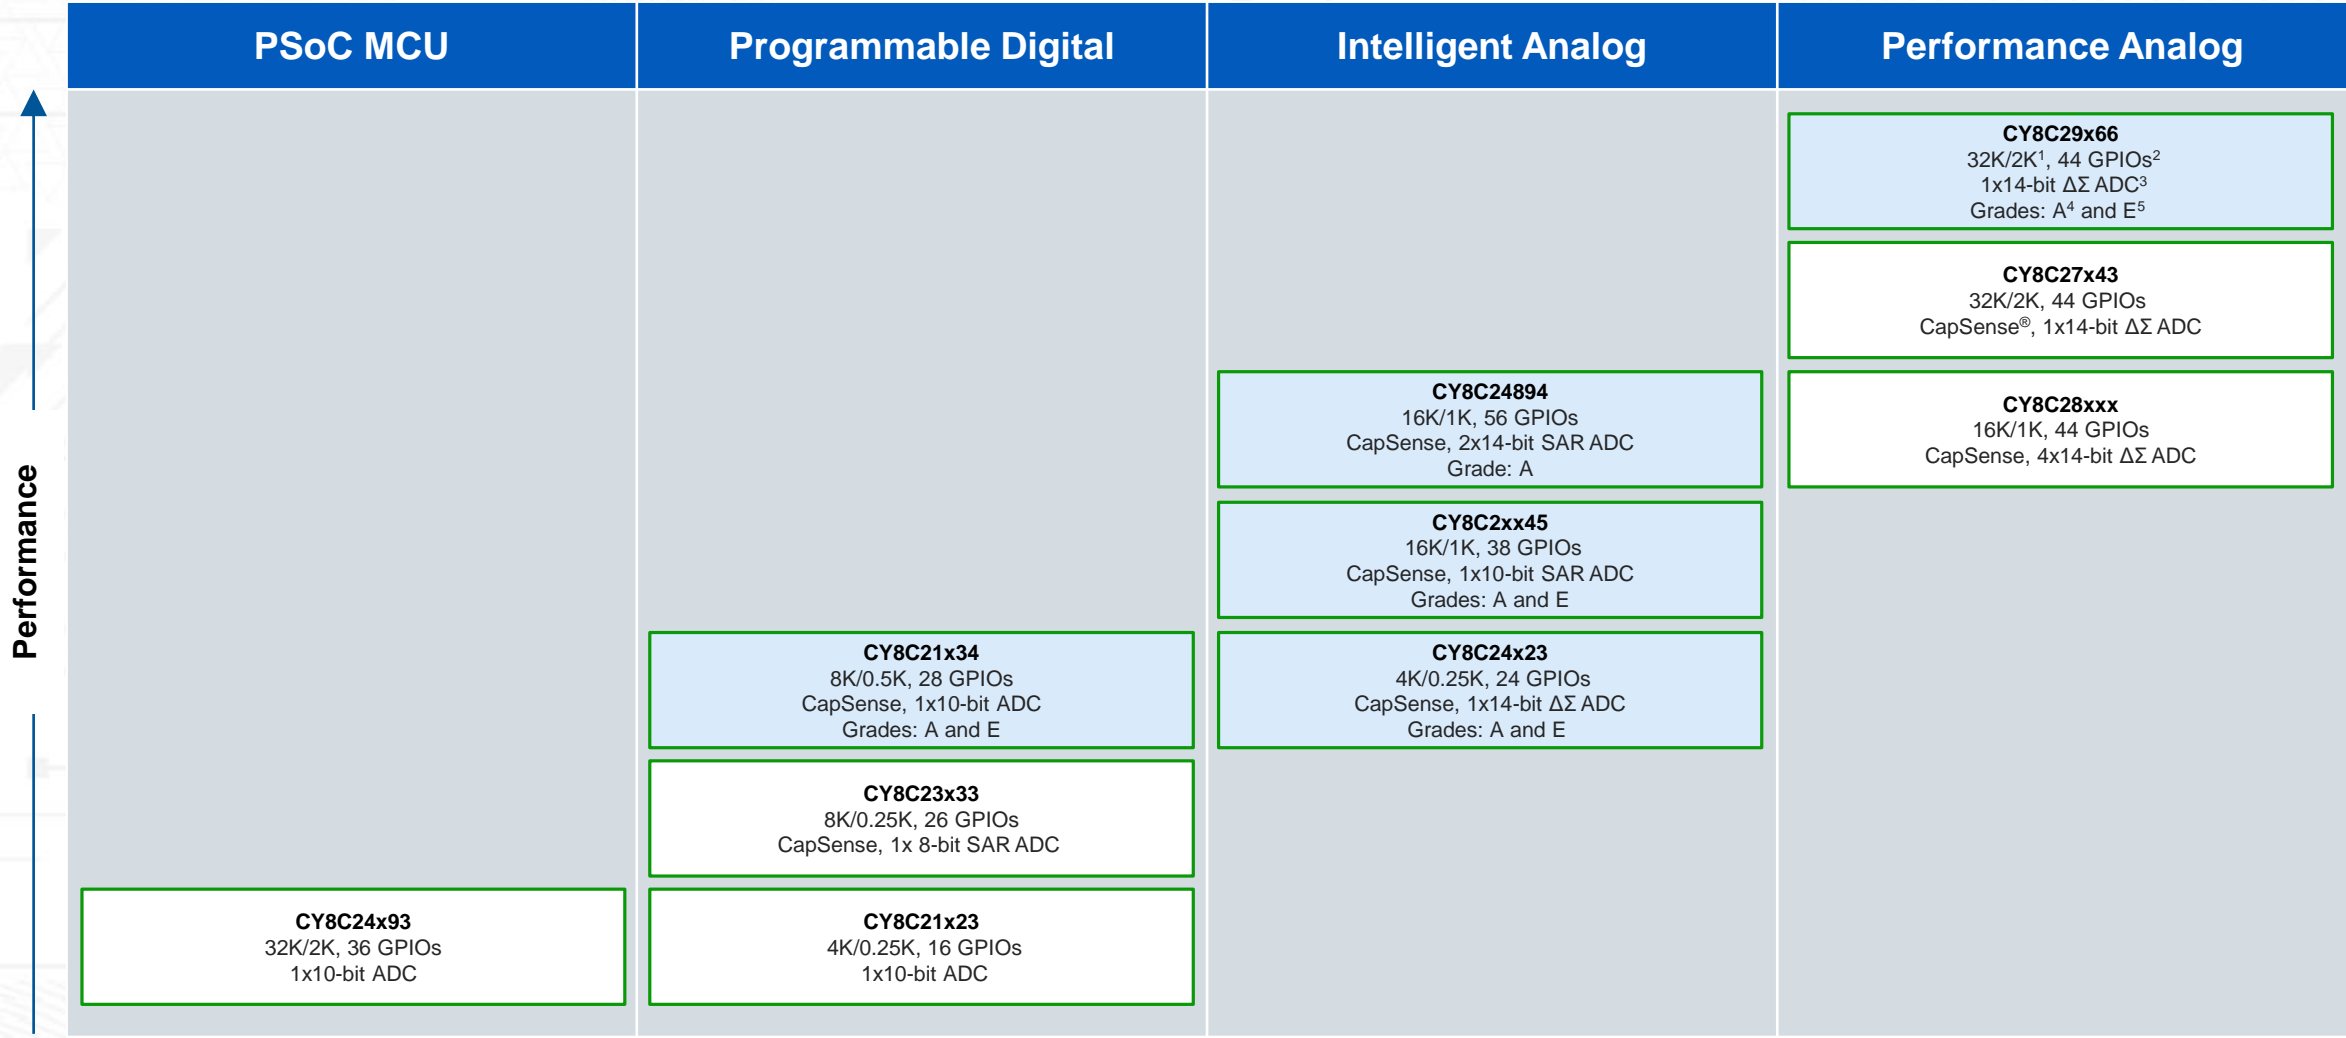 PSoC MCU
Programmable Digital
Intelligent Analog
Performance Analog
Performance
CY8C24x93
32K/2K, 36 GPIOs
1x10-bit ADC
CY8C21x34
8K/0.5K, 28 GPIOs
CapSense, 1x10-bit ADC
Grades: A and E
CY8C23x33
8K/0.25K, 26 GPIOs
CapSense, 1x 8-bit SAR ADC
CY8C21x23
4K/0.25K, 16 GPIOs
1x10-bit ADC
CY8C24894
16K/1K, 56 GPIOs
CapSense, 2x14-bit SAR ADC
Grade: A
CY8C2xx45
16K/1K, 38 GPIOs
CapSense, 1x10-bit SAR ADC
Grades: A and E
CY8C24x23
4K/0.25K, 24 GPIOs
CapSense, 1x14-bit ΔΣ ADC
Grades: A and E
CY8C29x66
32K/2K¹, 44 GPIOs²
1x14-bit ΔΣ ADC³
Grades: A⁴ and E⁵
CY8C27x43
32K/2K, 44 GPIOs
CapSense®, 1x14-bit ΔΣ ADC
CY8C28xxx
16K/1K, 44 GPIOs
CapSense, 4x14-bit ΔΣ ADC